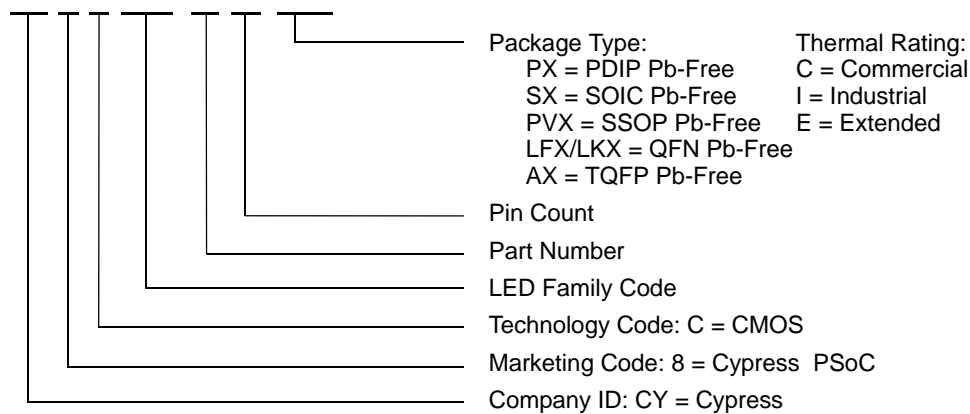 Package Type:
PX = PDIP Pb-Free
SX = SOIC Pb-Free
PVX = SSOP Pb-Free
LFX/LKX = QFN Pb-Free
AX = TQFP Pb-Free
Thermal Rating:
C = Commercial
I = Industrial
E = Extended
Pin Count
Part Number
LED Family Code
Technology Code: C = CMOS
Marketing Code: 8 = Cypress PSoC
Company ID: CY = Cypress